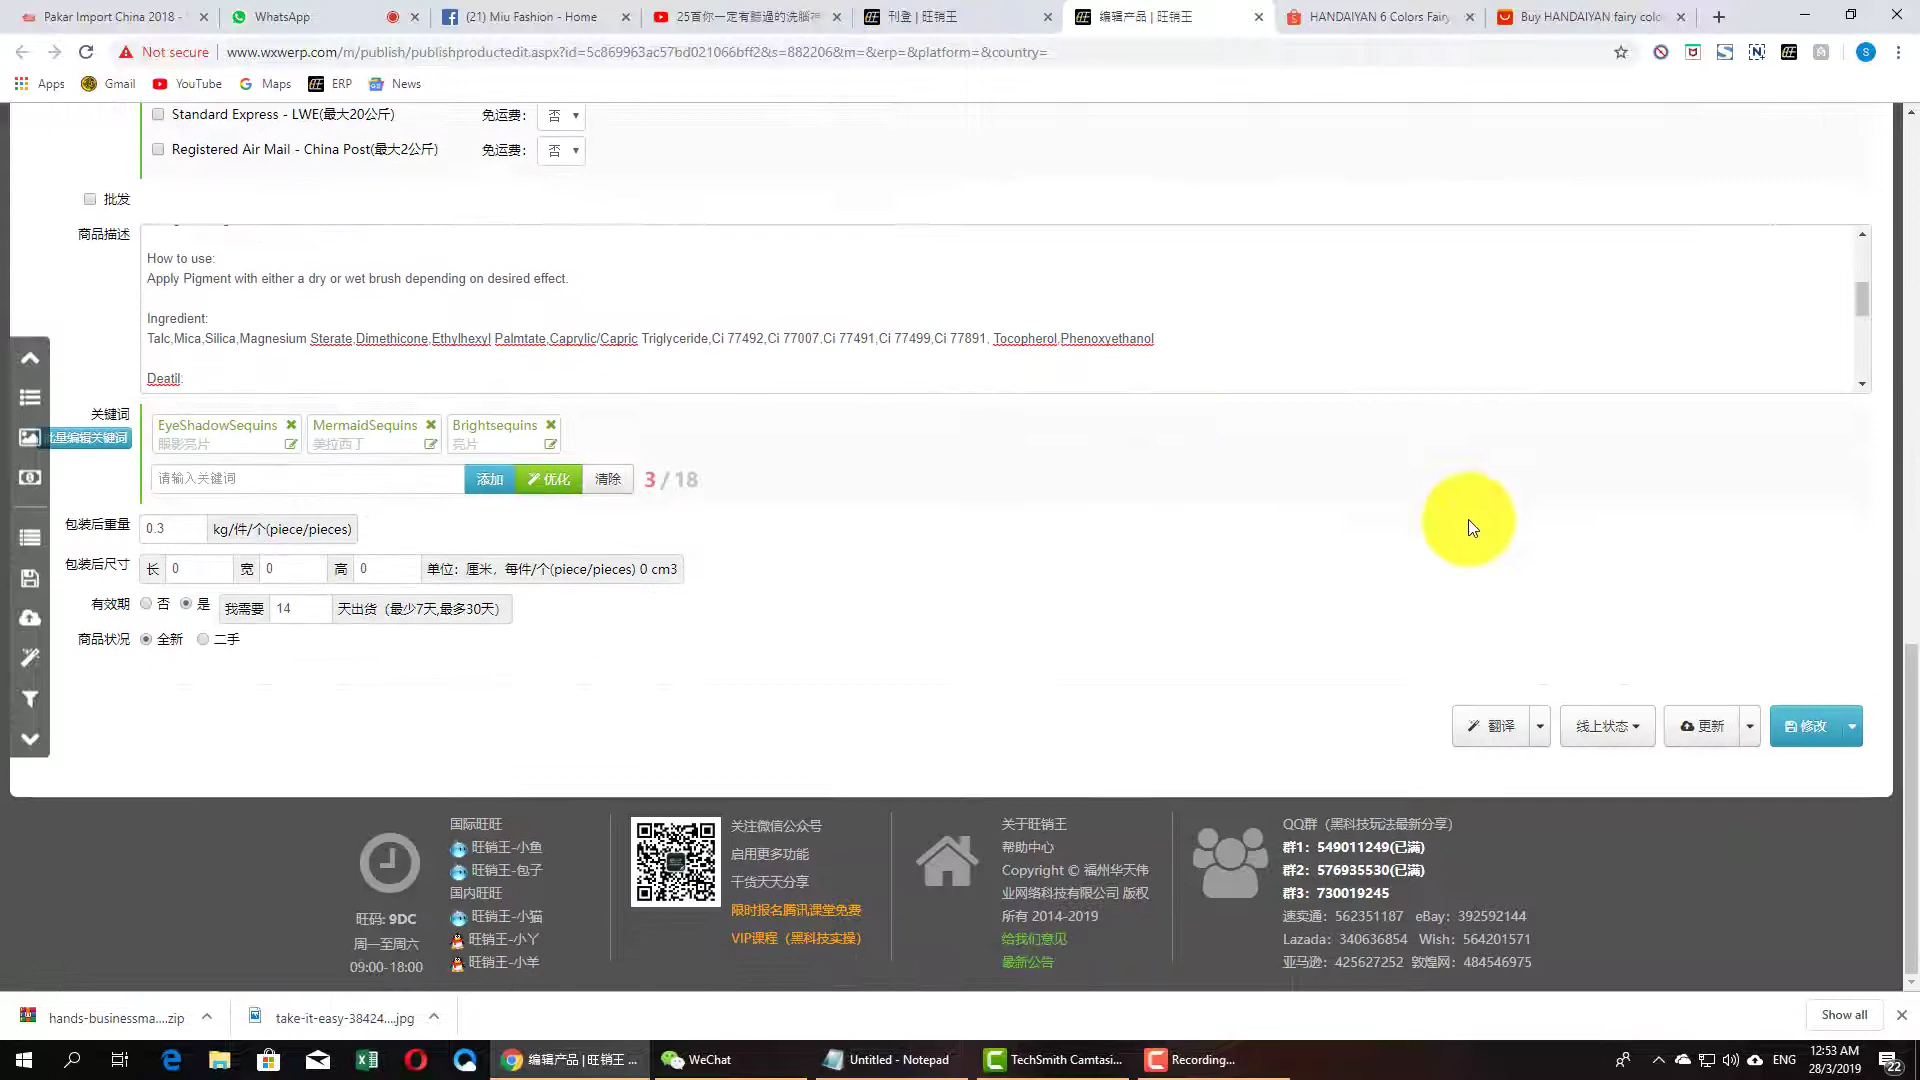 Pakar Import China 2018 -
WhatsApp
(21) Miu Fashion - Home
25首你一定有聽過的洗腦神
刊登 | 旺销王
编辑产品 | 旺销王
HANDAIYAN 6 Colors Fairy
Buy HANDAIYAN fairy colo
Not secure
www.wxwerp.com/m/publish/publishproductedit.aspx?id=5c869963ac57bd021066bff2&s=882206&m=&erp=&platform=&country=
Apps
Gmail
YouTube
Maps
ERP
News
Standard Express - LWE(最大20公斤)
免运费:
否
Registered Air Mail - China Post(最大2公斤)
免运费:
否
批发
商品描述
How to use:
Apply Pigment with either a dry or wet brush depending on desired effect.
Ingredient:
Talc,Mica,Silica,Magnesium Sterate,Dimethicone,Ethylhexyl Palmtate,Caprylic/Capric Triglyceride,Ci 77492,Ci 77007,Ci 77491,Ci 77499,Ci 77891, Tocopherol,Phenoxyethanol
Deatil:
关键词
EyeShadowSequins
眼影亮片
MermaidSequins
美拉西丁
Brightsequins
亮片
量编辑关键词
请输入关键词
添加
优化
清除
3 / 18
包装后重量
0.3
kg/件/个(piece/pieces)
包装后尺寸
长
0
宽
0
高
0
单位：厘米，每件/个(piece/pieces) 0 cm3
有效期
否
是
我需要
14
天出货（最少7天,最多30天）
商品状况
全新
二手
翻译
线上状态
更新
修改
旺码: 9DC
周一至周六
09:00-18:00
国际旺旺
旺销王-小鱼
旺销王-包子
国内旺旺
旺销王-小猫
旺销王-小丫
旺销王-小羊
关注微信公众号
启用更多功能
干货天天分享
限时报名腾讯课堂免费
VIP课程（黑科技实操）
关于旺销王
帮助中心
Copyright © 福州华天伟
业网络科技有限公司 版权
所有 2014-2019
给我们意见
最新公告
QQ群（黑科技玩法最新分享）
群1：549011249(已满)
群2：576935530(已满)
群3：730019245
速卖通：562351187 eBay：392592144
Lazada：340636854 Wish：564201571
亚马逊：425627252 敦煌网：484546975
hands-businessma....zip
take-it-easy-38424....jpg
Show all
编辑产品 | 旺销王 ...
WeChat
Untitled - Notepad
TechSmith Camtasi...
Recording...
ENG
12:53 AM
28/3/2019
22